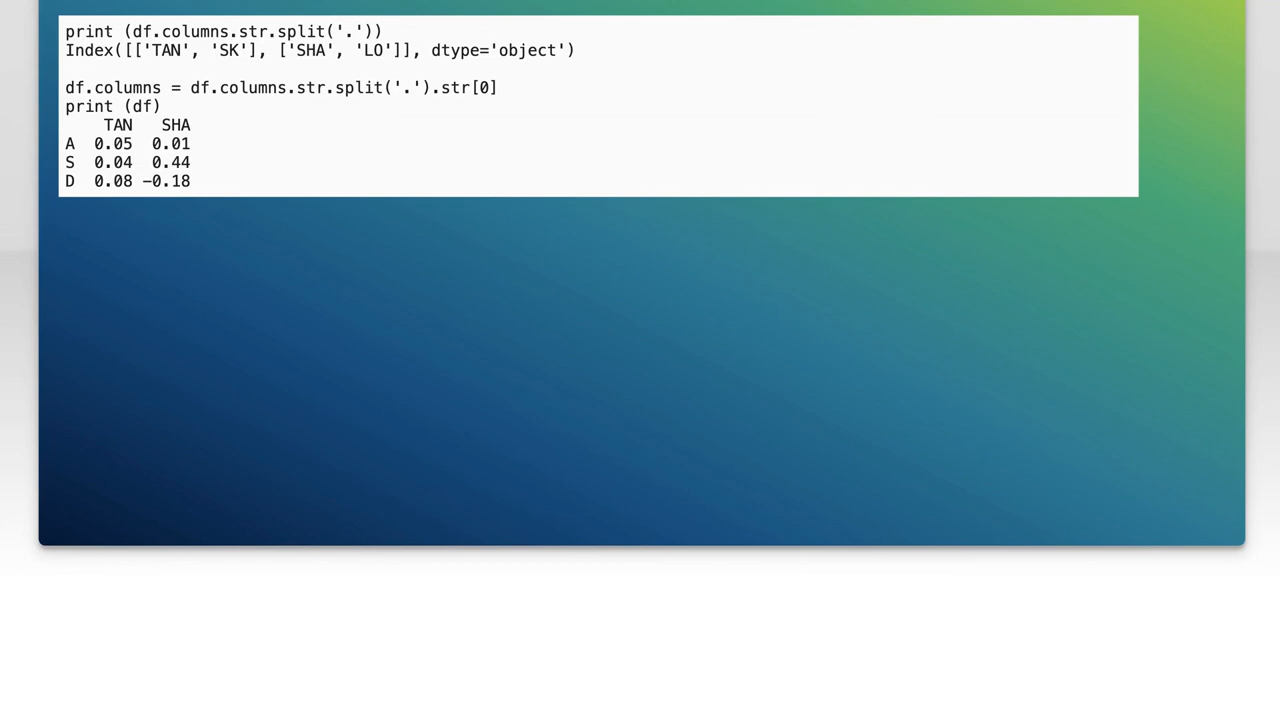 print (df.columns.str.split('.'))
Index([['TAN', 'SK'], ['SHA', 'LO']], dtype='object')
df.columns = df.columns.str.split('.').str[0]
print (df)
    TAN   SHA
A  0.05  0.01
S  0.04  0.44
D  0.08 -0.18